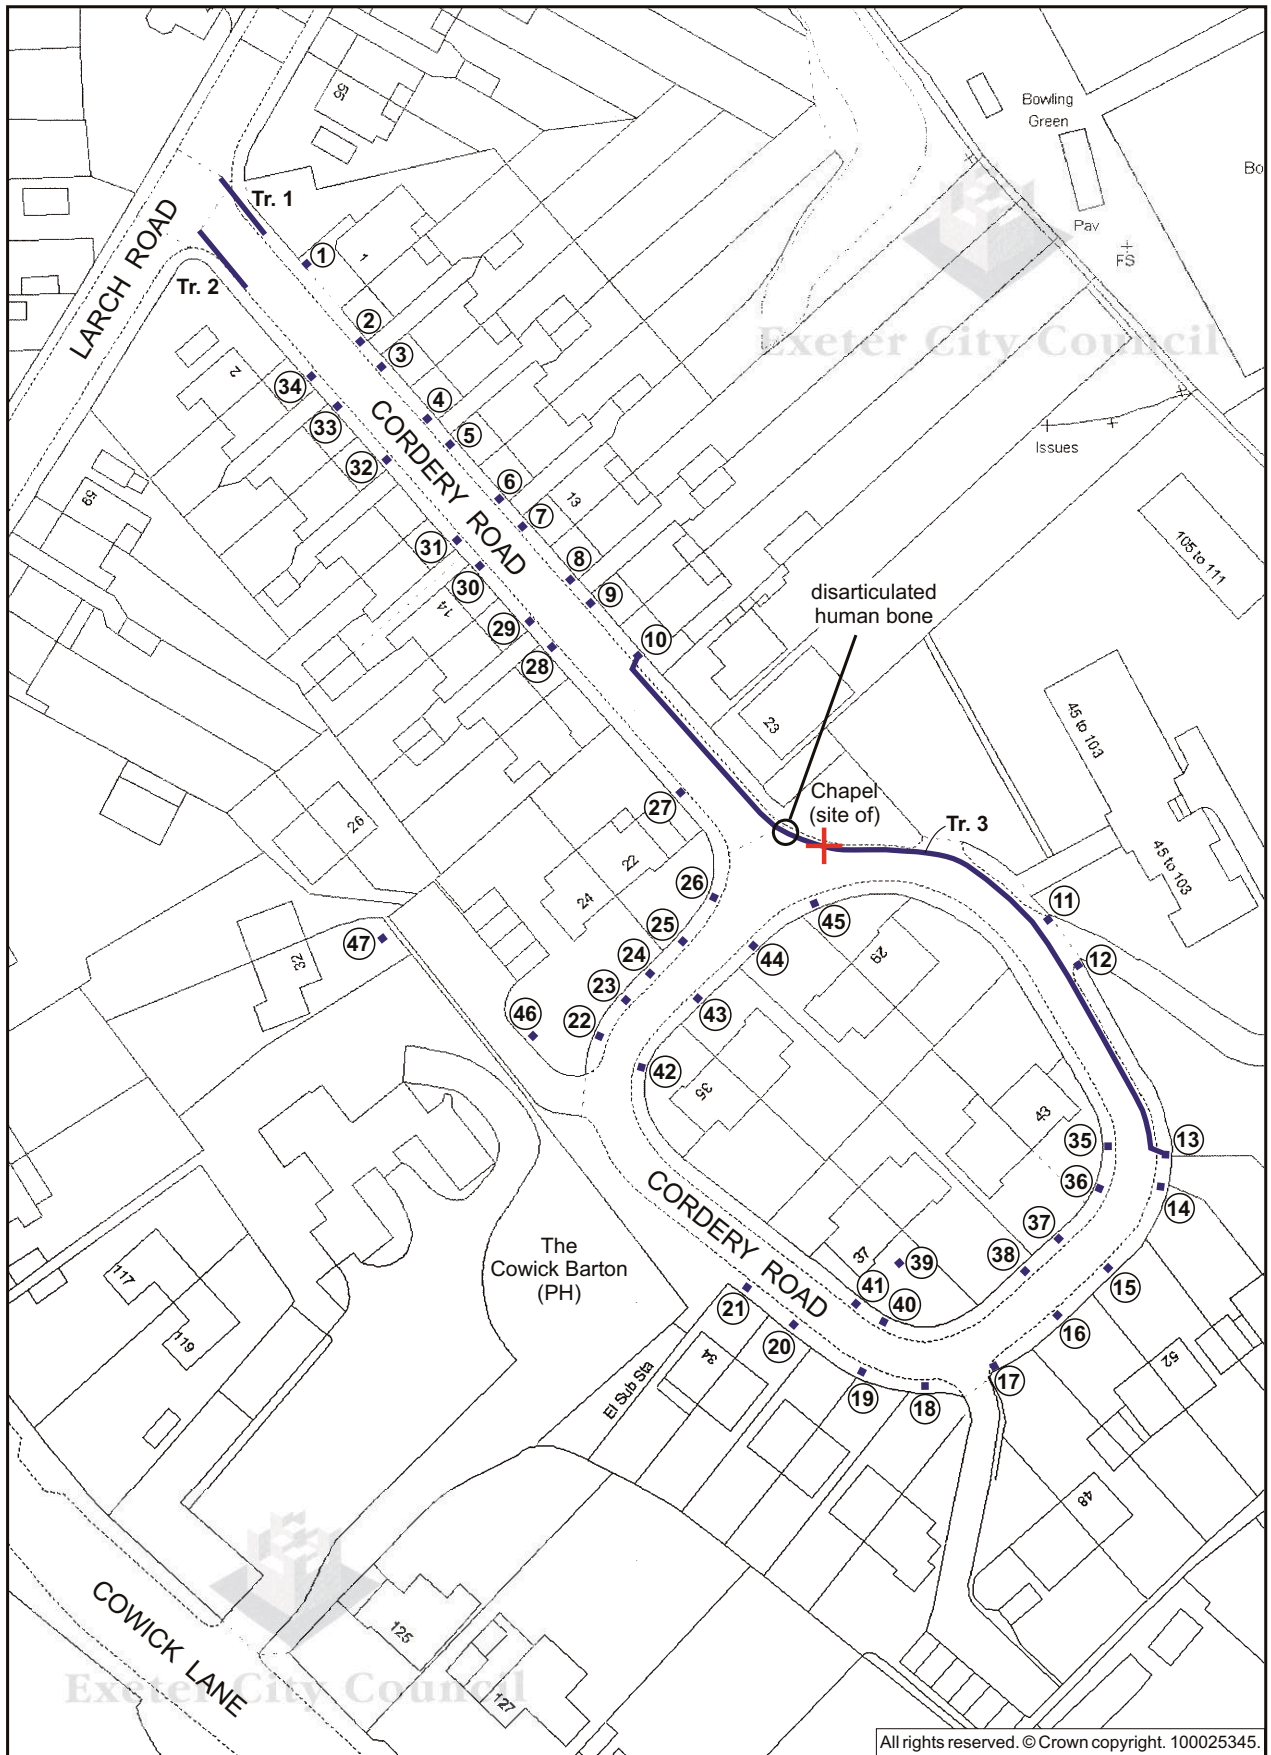 55
Bowling
Green
Bo
Pav
FS
Exeter City Council
Issues
LARCH ROAD
Tr. 1
Tr. 2
1
1
2
3
4
5
6
7
8
9
10
13
2
34
33
32
31
30
29
28
14
59
CORDERY ROAD
105 to 111
disarticulated
human bone
45 to 103
45 to 103
23
Chapel
(site of)
Tr. 3
27
26
22
24
26
25
24
23
22
46
47
32
11
12
45
44
43
42
29
35
43
35
36
37
38
39
40
41
37
13
14
15
16
17
18
19
20
21
CORDERY ROAD
The
Cowick Barton
(PH)
117
119
El Sub Sta
34
52
48
COWICK LANE
125
127
Exeter City Council
All rights reserved. © Crown copyright. 100025345.